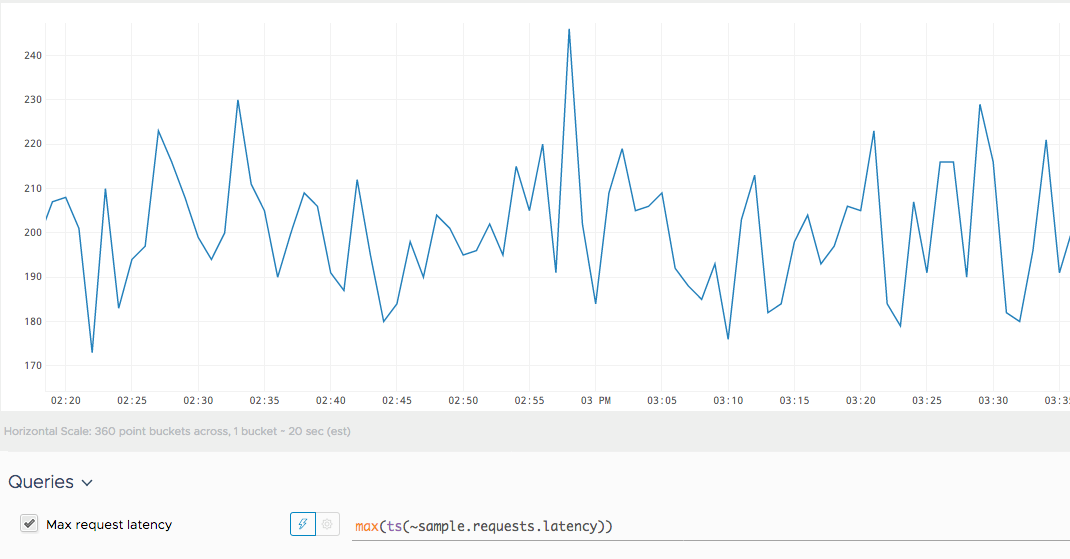 240
230
220
210
200
190
180
170
02:20 02:25 02:30 02:35 02:40 02:45 02:50 02:55 03 PM 03:05 03:10 03:15 03:20 03:25 03:30 03:3
Horizontal Scale: 360 point buckets across, 1 bucket ~ 20 sec (est)
Queries
Max request latency max(ts(~sample.requests.latency))